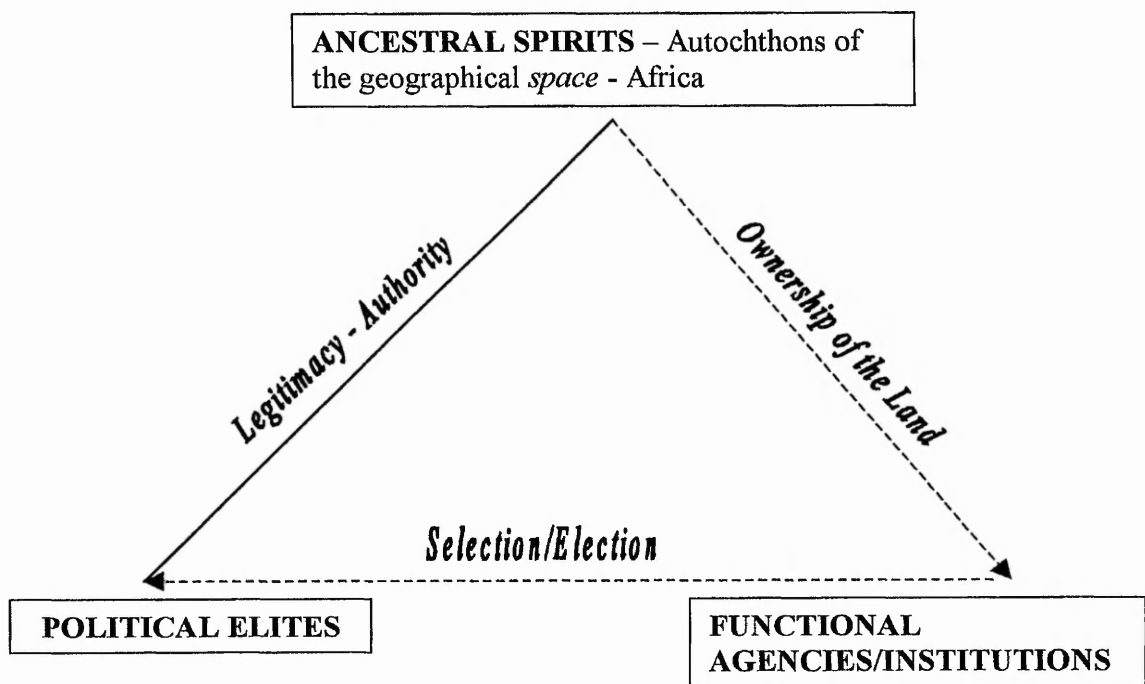 ANCESTRAL SPIRITS – Autochthons of
the geographical space - Africa
Legitimacy - Authority
Ownership of the Land
Selection/Election
POLITICAL ELITES
FUNCTIONAL
AGENCIES/INSTITUTIONS